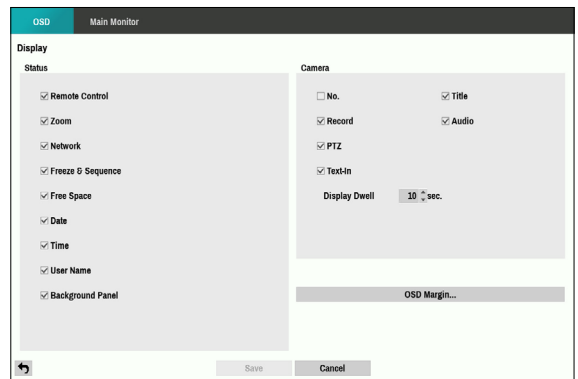 OSD Main Monitor
Display
Status
Remote Control
Zoom
Network
Freeze & Sequence
Free Space
Date
Time
User Name
Background Panel
Camera
No. Title
Record Audio
PTZ
Text-In
Display Dwell 10 sec.
OSD Margin...
Save Cancel